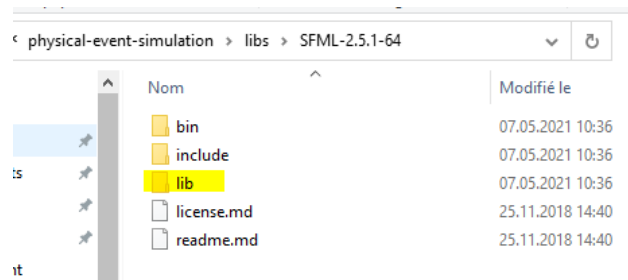 physical-event-simulation > libs > SFML-2.5.1-64
Nom Modifié le
bin 07.05.2021 10:36
include 07.05.2021 10:36
ts
lib 07.05.2021 10:36
license.md 25.11.2018 14:40
readme.md 25.11.2018 14:40
nt